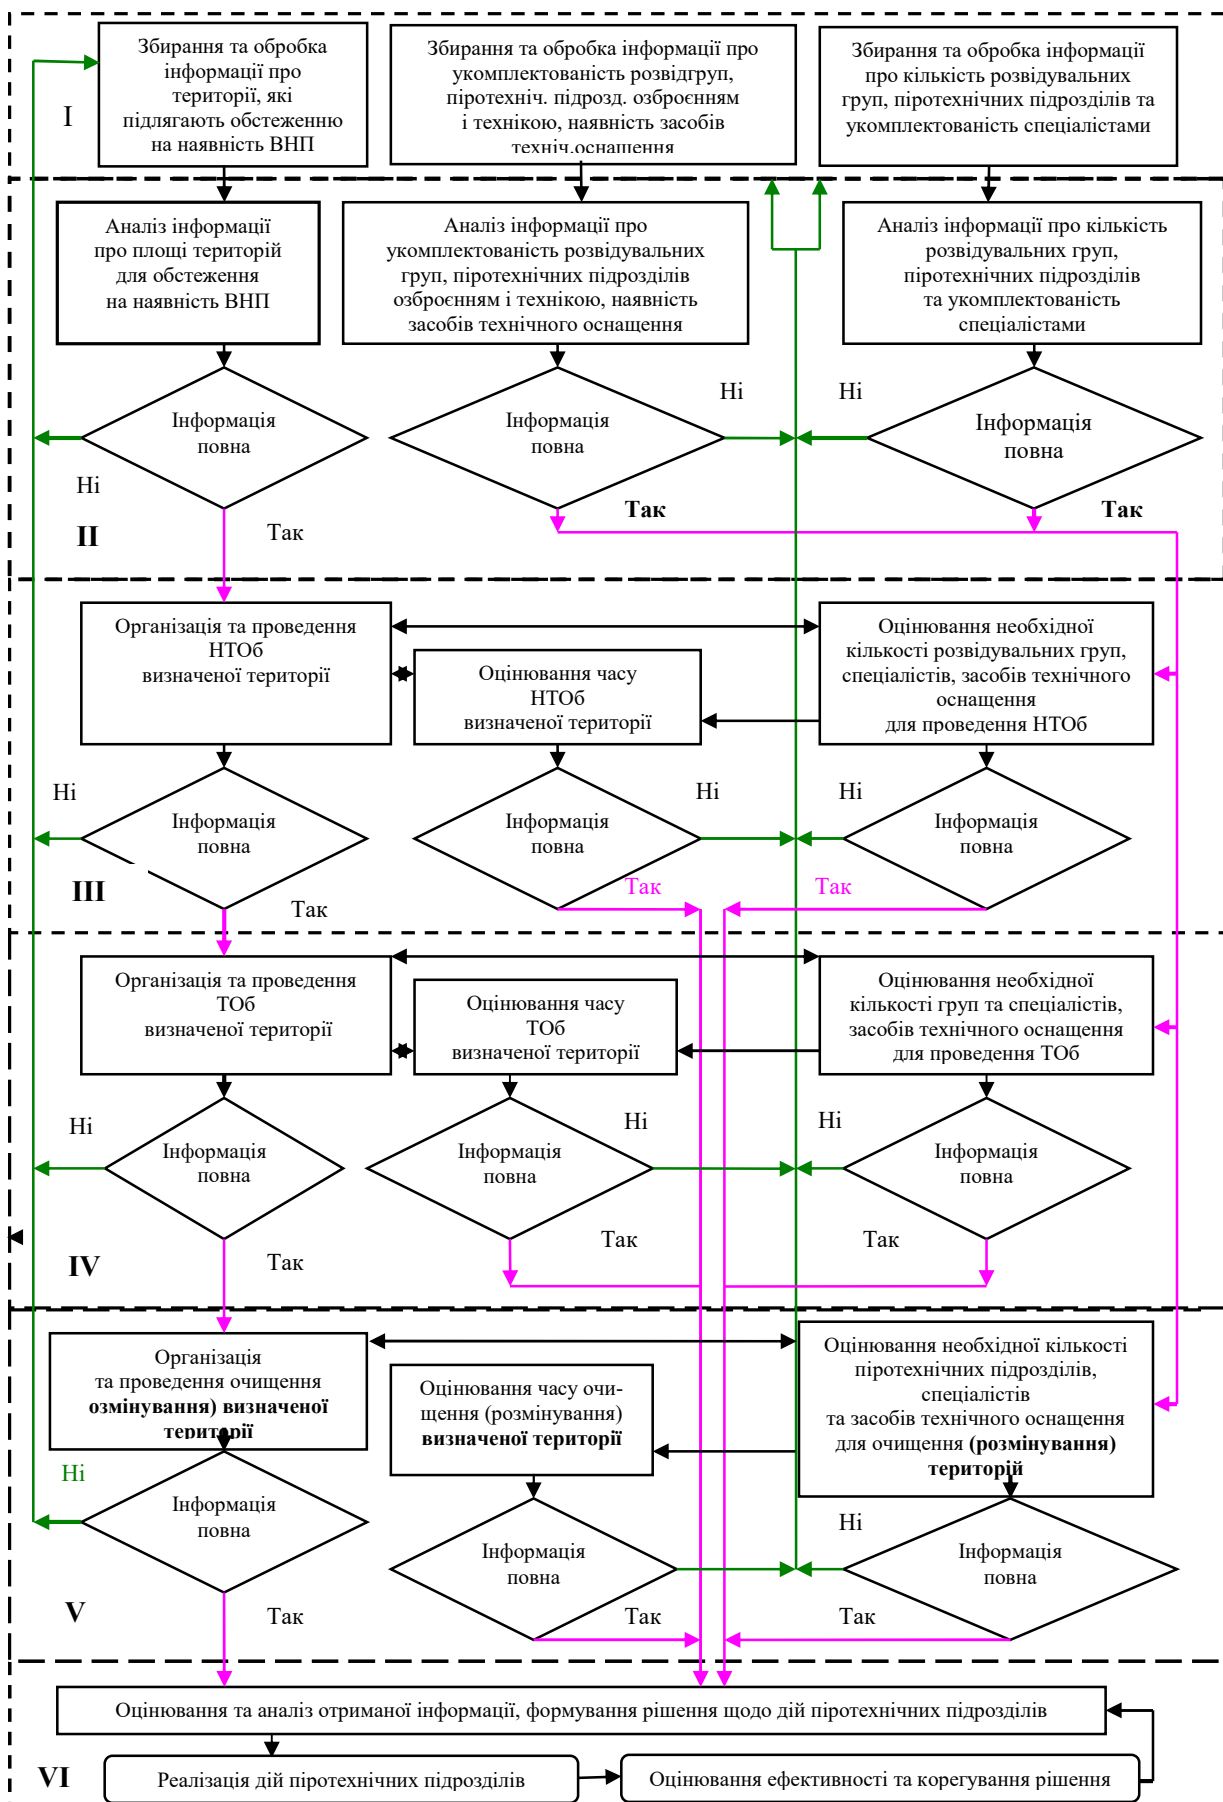 Збирання та обробка
інформації про
території, які
підлягають обстеженню
на наявність ВНП
Збирання та обробка інформації про
укомплектованість розвідгруп,
піротехніч. підрозд. озброєнням
і технікою, наявність засобів
техніч.оснащення
Збирання та обробка інформації
про кількість розвідувальних
груп, піротехнічних підрозділів та
укомплектованість спеціалістами
I
Аналіз інформації
про площі територій
для обстеження
на наявність ВНП
Аналіз інформації про
укомплектованість розвідувальних
груп, піротехнічних підрозділів
озброєнням і технікою, наявність
засобів технічного оснащення
Аналіз інформації про кількість
розвідувальних груп,
піротехнічних підрозділів
та укомплектованість
спеціалістами
Інформація
повна
Ні
Інформація
повна
Ні
Ні
Інформація
повна
Так
Так
Так
II
Організація та проведення
НТОб
визначеної території
Оцінювання часу
НТОб
визначеної території
Оцінювання необхідної
кількості розвідувальних груп,
спеціалістів, засобів технічного
оснащення
для проведення НТОб
Ні
Інформація
повна
Інформація
повна
Ні
Ні
Інформація
повна
III
Так
Так
Так
Організація та проведення
ТОб
визначеної території
Оцінювання часу
ТОб
визначеної території
Оцінювання необхідної
кількості груп та спеціалістів,
засобів технічного оснащення
для проведення ТОб
Ні
Інформація
повна
Інформація
повна
Ні
Ні
Інформація
повна
IV
Так
Так
Так
Організація
та проведення очищення
озмінування) визначеної
території
Оцінювання часу очи-
щення (розмінування)
визначеної території
Оцінювання необхідної кількості
піротехнічних підрозділів,
спеціалістів
та засобів технічного оснащення
для очищення (розмінування)
територій
Ні
Інформація
повна
Інформація
повна
Ні
Інформація
повна
V
Так
Так
Так
Оцінювання та аналіз отриманої інформації, формування рішення щодо дій піротехнічних підрозділів
VI
Реалізація дій піротехнічних підрозділів
Оцінювання ефективності та корегування рішення